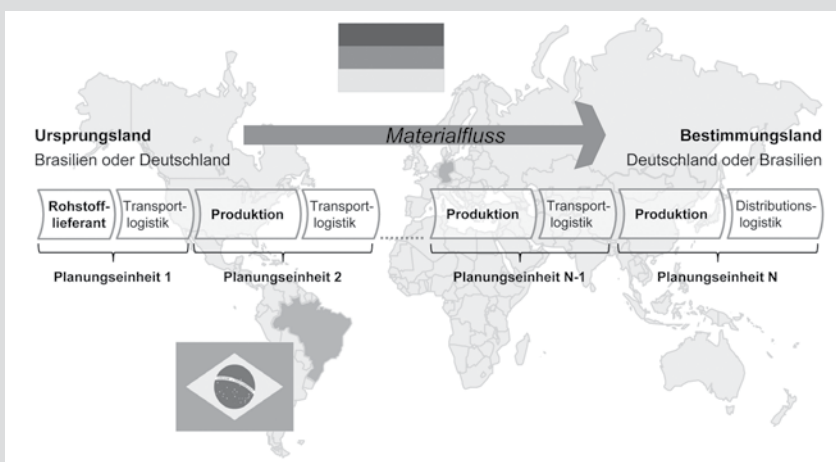 Materialfluss
Ursprungsland
Brasilien oder Deutschland
Bestimmungsland
Deutschland oder Brasilien
Rohstoff-
lieferant
Transport-
logistik
Produktion
Transport-
logistik
Produktion
Transport-
logistik
Produktion
Distributions-
logistik
Planungseinheit 1
Planungseinheit 2
Planungseinheit N-1
Planungseinheit N